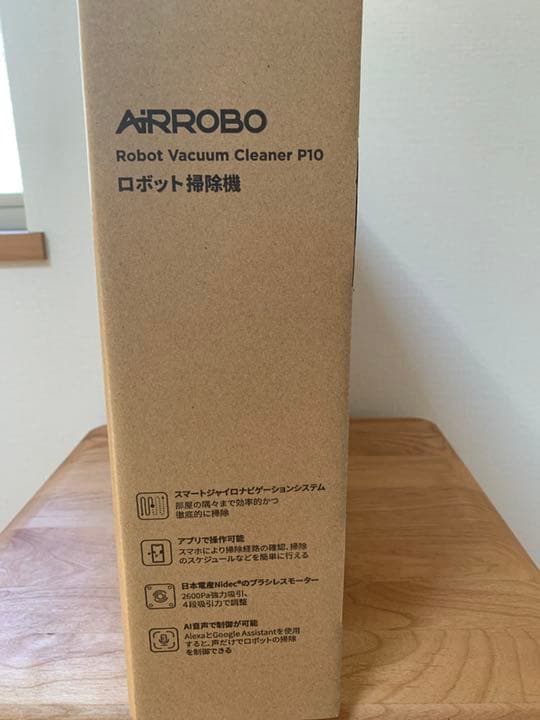 AIRROBO
Robot Vacuum Cleaner P10
ロボット掃除機
スマートジャイロナビゲーションシステム
部屋の隅々まで効率的かつ
徹底的に掃除
アプリで操作可能
スマホにより掃除経路の確認、掃除
のスケジュールなどを簡単に行える
日本電産Nidec®のブラシレスモーター
2600Pa強力吸引、
4段吸引力で調整
AI音声で制御が可能
AlexaとGoogle Assistantを使用
すると、声だけでロボットの掃除
を制御できる